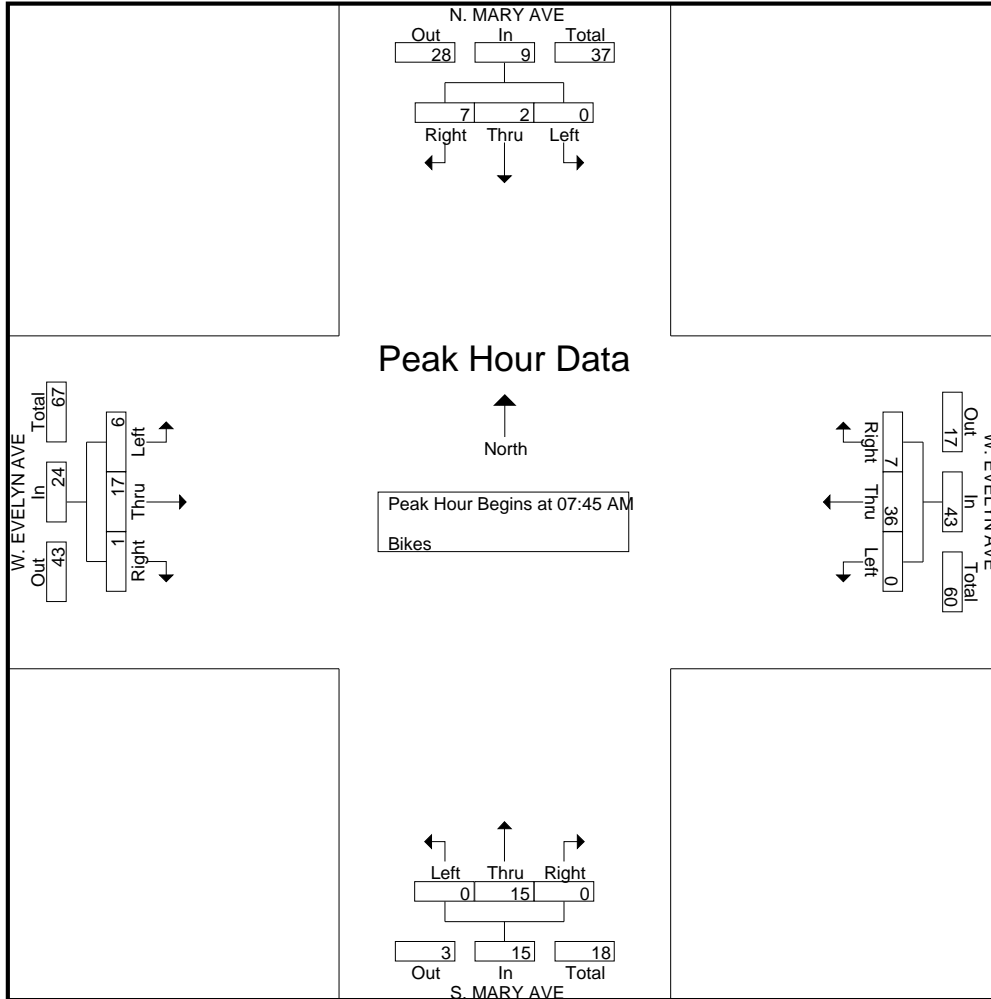 N. MARY AVE
Out In Total
28 9 37
7 2 0
Right Thru Left
Peak Hour Data
North
Peak Hour Begins at 07:45 AM
Bikes
W. EVELYN AVE
Out In Total
43 24 67
1 17 6
Right Thru Left
W. EVELYN AVE
Out In Total
17 43 60
7 36 0
Right Thru Left
Left Thru Right
0 15 0
3 15 18
Out In Total
S. MARY AVE